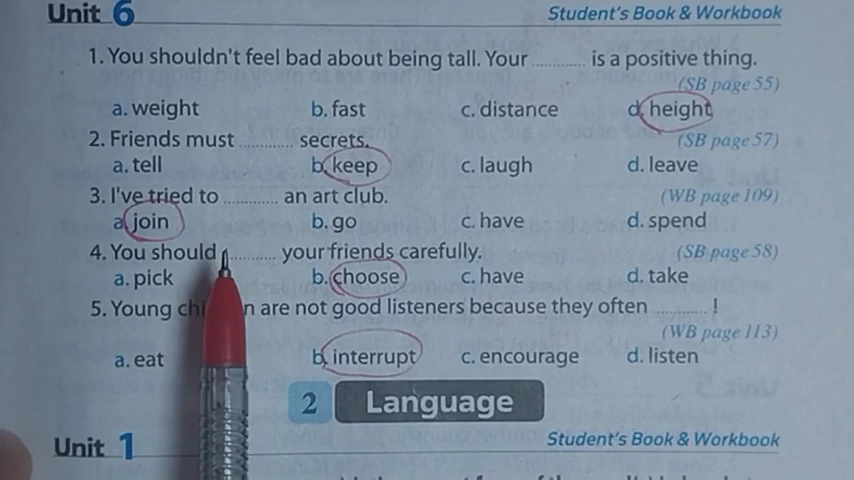 Unit 6 Student's Book & Workbook
1. You shouldn't feel bad about being tall. Your ............ is a positive thing.
(SB page 55)
a. weight b. fast c. distance d. height
2. Friends must ............ secrets. (SB page 57)
a. tell b. keep c. laugh d. leave
3. I've tried to ............ an art club. (WB page 109)
a. join b. go c. have d. spend
4. You should ............ your friends carefully. (SB page 58)
a. pick b. choose c. have d. take
5. Young are not good listeners because they often ............ !
(WB page 113)
a. eat b. interrupt c. encourage d. listen
2 Language
Unit 1 Student's Book & Workbook